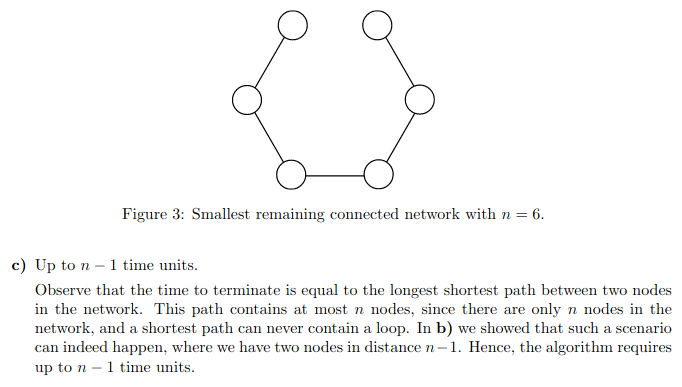 Figure 3: Smallest remaining connected network with n = 6.
c) Up to n − 1 time units.
Observe that the time to terminate is equal to the longest shortest path between two nodes
in the network. This path contains at most n nodes, since there are only n nodes in the
network, and a shortest path can never contain a loop. In b) we showed that such a scenario
can indeed happen, where we have two nodes in distance n−1. Hence, the algorithm requires
up to n − 1 time units.